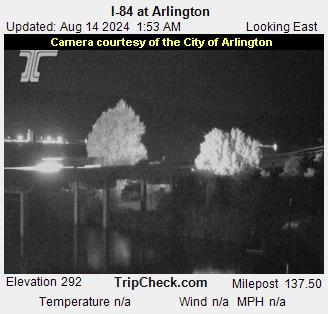 I-84 at Arlington
Updated: Aug 14 2024 1:53 AM Looking East
Camera courtesy of the City of Arlington
Elevation 292 TripCheck.com Milepost 137.50
Temperature n/a Wind n/a MPH n/a